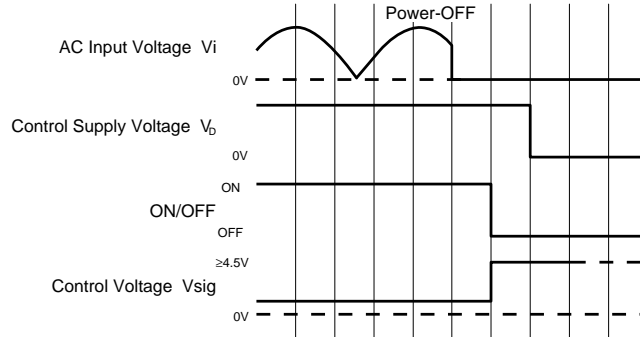 Power-OFF
AC Input Voltage Vi
0V
Control Supply Voltage VD
0V
ON
ON/OFF
OFF
≥4.5V
Control Voltage Vsig
0V